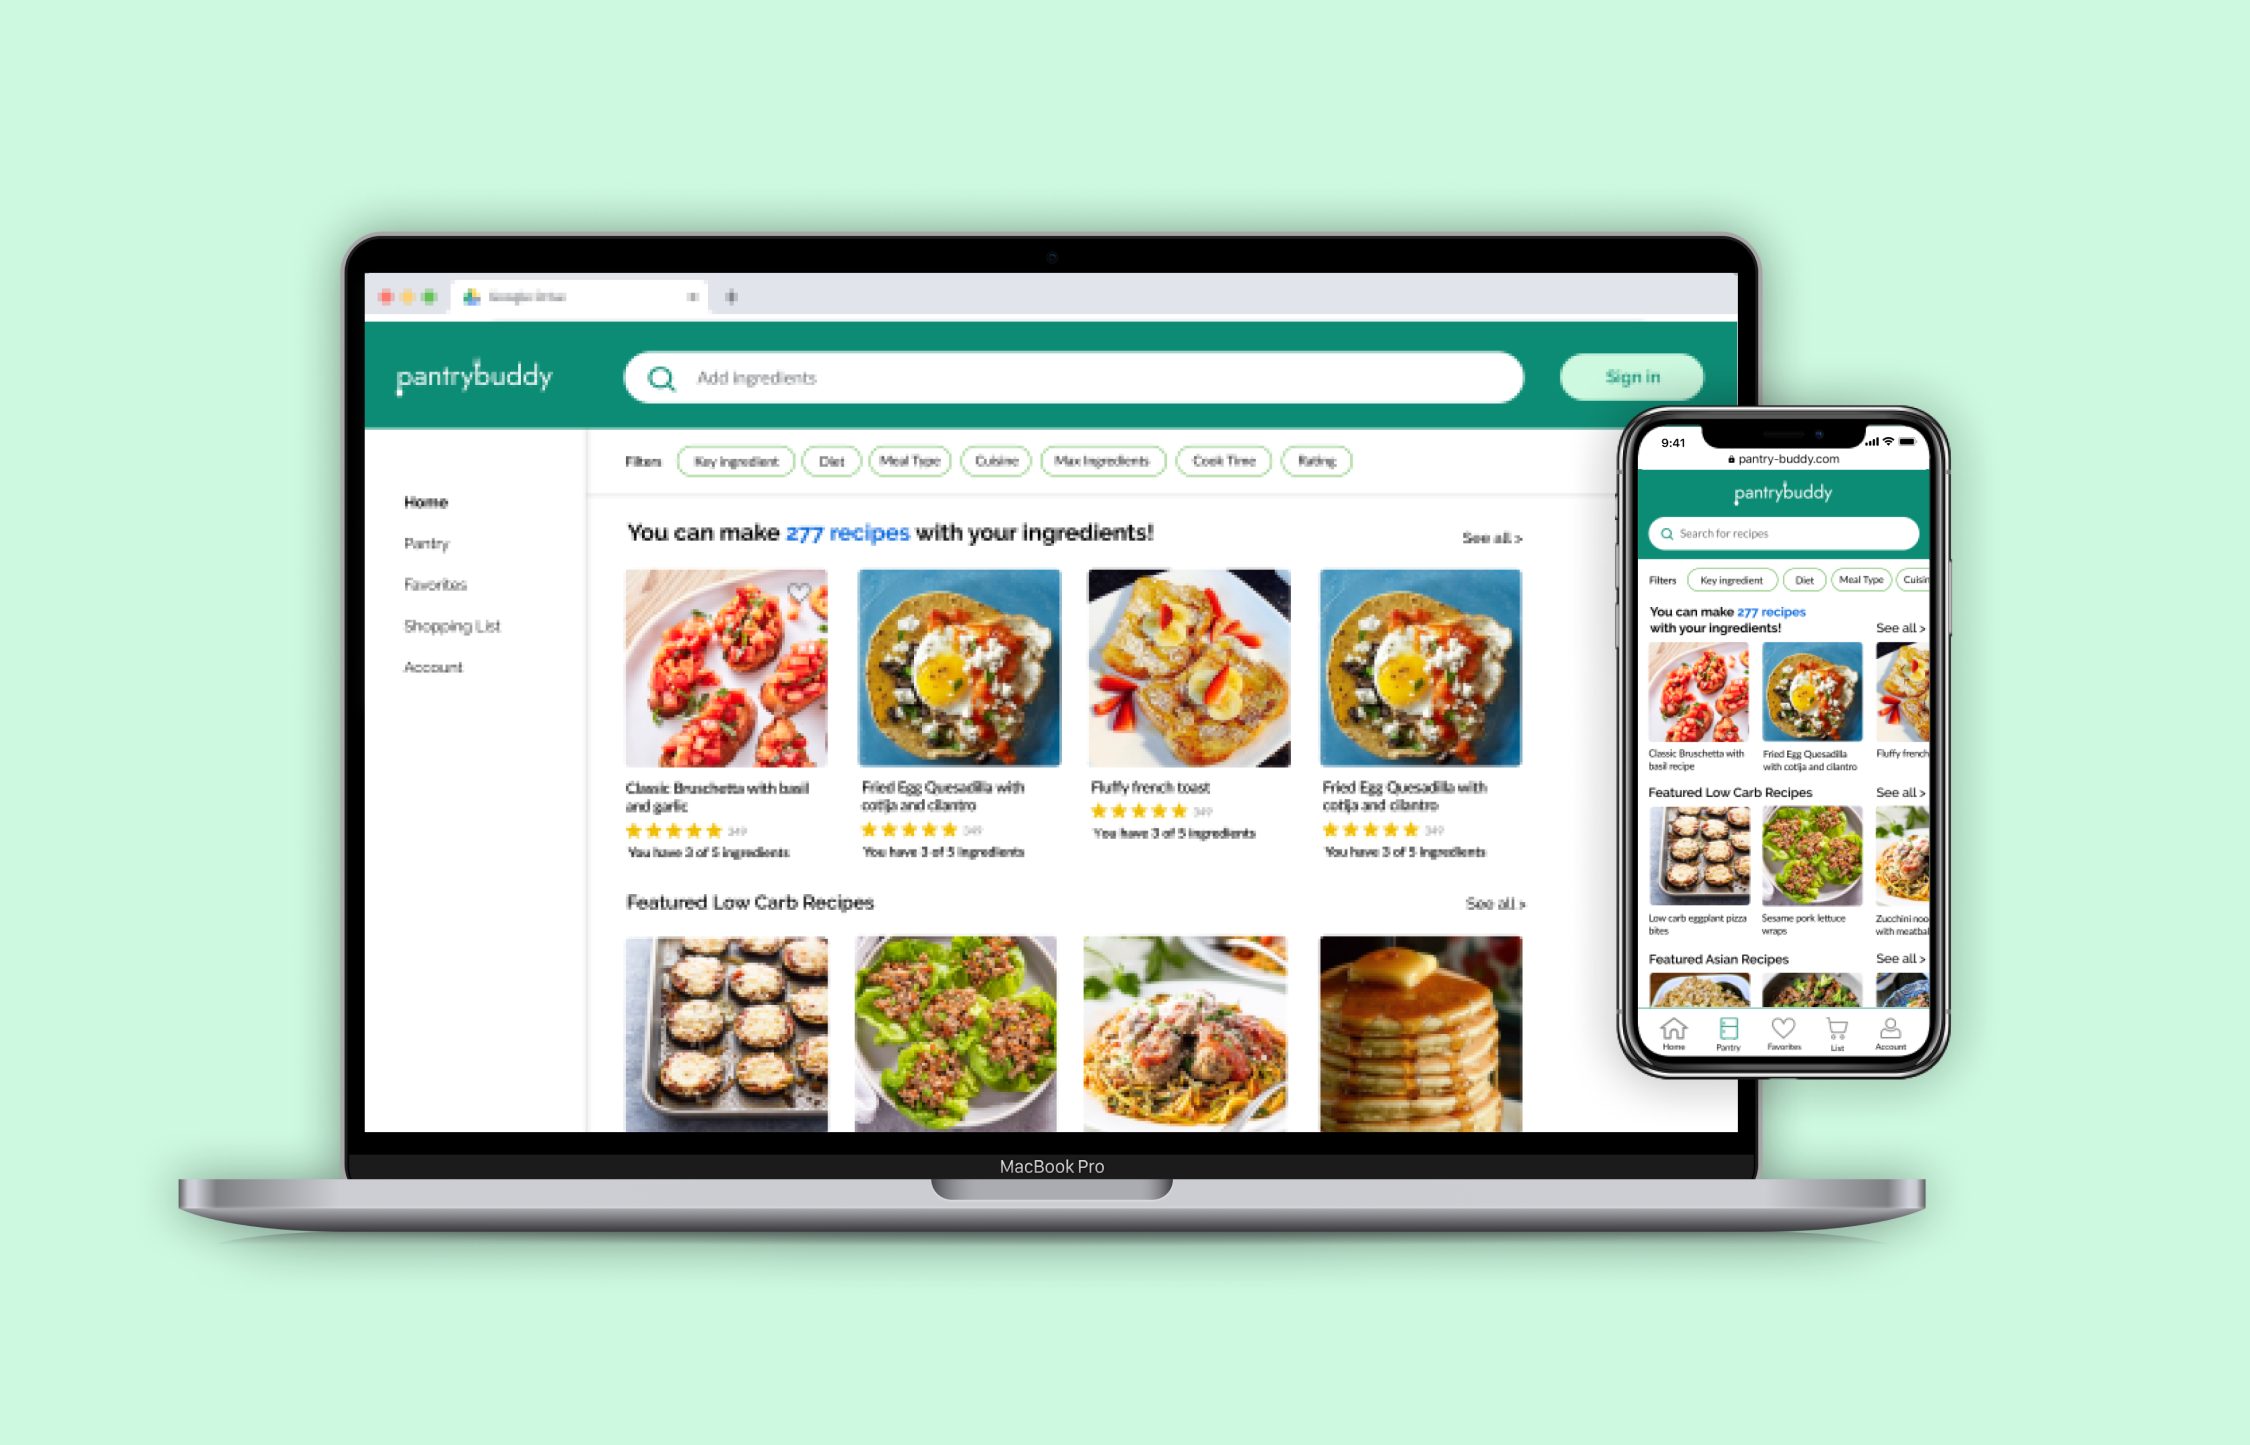 Google Drive
pantrybuddy
Add ingredients
Sign in
Filters Key ingredient Diet Meal Type Cuisine Max Ingredients Cook Time Rating
Home
Pantry
Favorites
Shopping List
Account
You can make 277 recipes with your ingredients!
See all >
Classic Bruschetta with basil
and garlic
349
You have 3 of 5 ingredients
Fried Egg Quesadilla with
cotija and cilantro
349
You have 3 of 5 ingredients
Fluffy french toast
349
You have 3 of 5 ingredients
Fried Egg Quesadilla with
cotija and cilantro
349
You have 3 of 5 ingredients
Featured Low Carb Recipes
See all >
MacBook Pro
9:41
pantry-buddy.com
pantrybuddy
Search for recipes
Filters Key ingredient Diet Meal Type Cuisin
You can make 277 recipes
with your ingredients!
See all >
Classic Bruschetta with
basil recipe
Fried Egg Quesadilla
with cotija and cilantro
Fluffy french
Featured Low Carb Recipes
See all >
Low carb eggplant pizza
bites
Sesame pork lettuce
wraps
Zucchini noo
with meatbal
Featured Asian Recipes
See all >
Home
Pantry
Favorites
List
Account